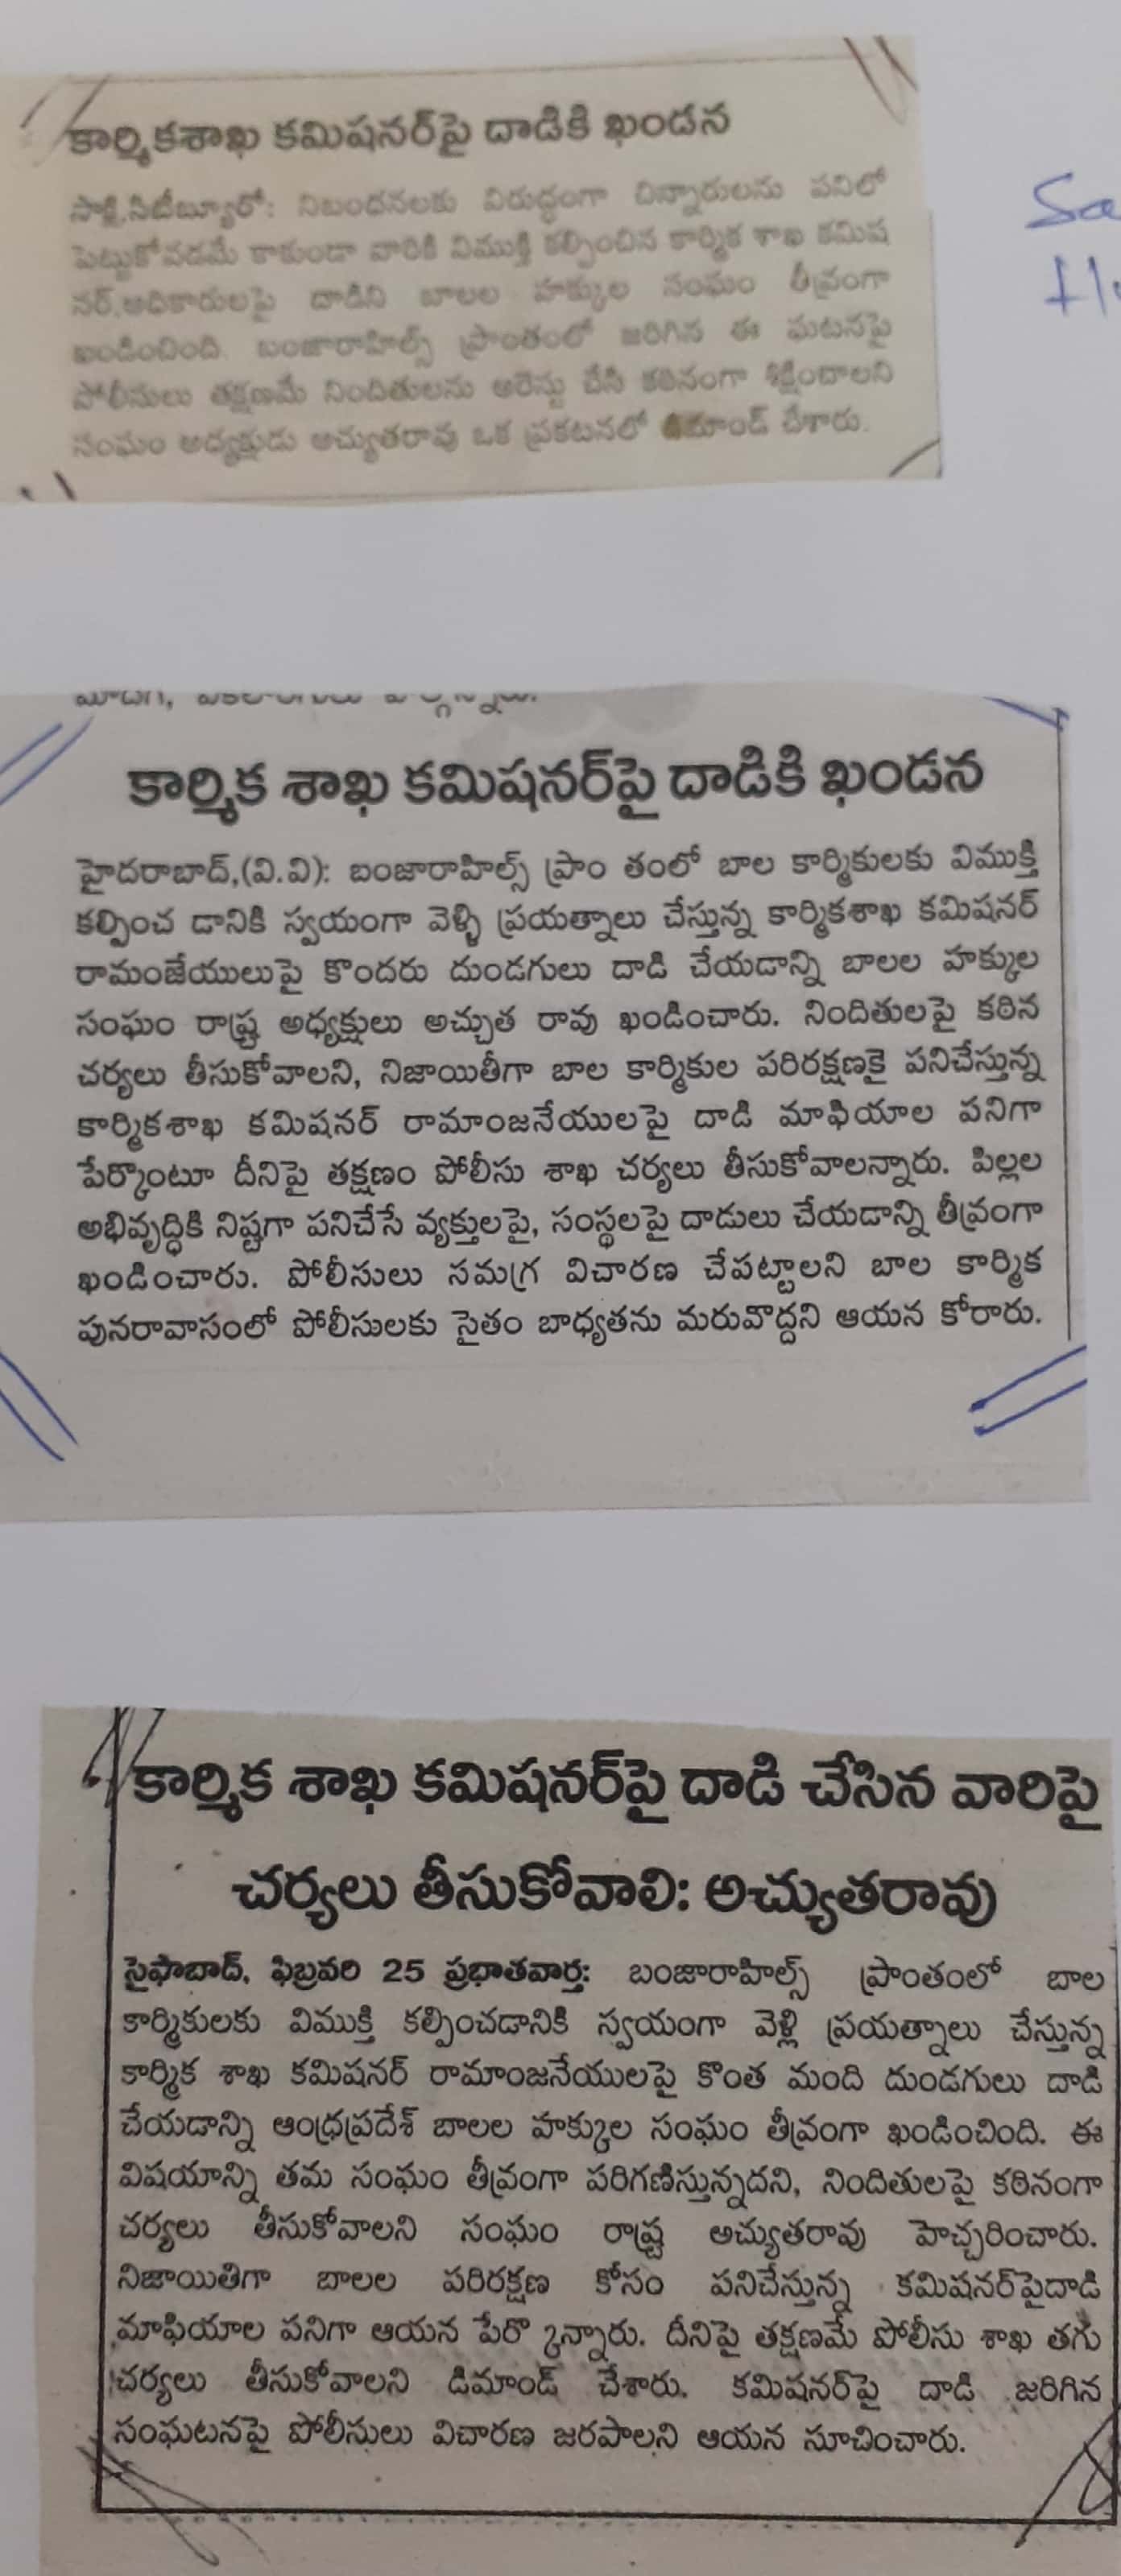 కార్మికశాఖ కమిషనర్‌పై దాడికి ఖండన
సాక్షి,సిటీబ్యూరో: నిబంధనలకు విరుద్ధంగా చిన్నారులను పనిలో
పెట్టుకోవడమే కాకుండా వారికి విముక్తి కల్పించిన కార్మిక శాఖ కమిష
నర్,అధికారులపై దాడిని బాలల హక్కుల సంఘం తీవ్రంగా
ఖండించింది. బంజారాహిల్స్ ప్రాంతంలో జరిగిన ఈ ఘటనపై
పోలీసులు తక్షణమే నిందితులను అరెస్టు చేసి కఠినంగా శిక్షించాలని
సంఘం అధ్యక్షుడు అచ్యుతరావు ఒక ప్రకటనలో డిమాండ్ చేశారు.
Sa
కార్మిక శాఖ కమిషనర్‌పై దాడికి ఖండన
హైదరాబాద్,(వి.వి): బంజారాహిల్స్ ప్రాం తంలో బాల కార్మికులకు విముక్తి
కల్పించ డానికి స్వయంగా వెళ్ళి ప్రయత్నాలు చేస్తున్న కార్మికశాఖ కమిషనర్
రామంజేయులుపై కొందరు దుండగులు దాడి చేయడాన్ని బాలల హక్కుల
సంఘం రాష్ట్ర అధ్యక్షులు అచ్చుత రావు ఖండించారు. నిందితులపై కఠిన
చర్యలు తీసుకోవాలని, నిజాయితీగా బాల కార్మికుల పరిరక్షణకై పనిచేస్తున్న
కార్మికశాఖ కమిషనర్ రామాంజనేయులపై దాడి మాఫియాల పనిగా
పేర్కొంటూ దీనిపై తక్షణం పోలీసు శాఖ చర్యలు తీసుకోవాలన్నారు. పిల్లల
అభివృద్ధికి నిష్టగా పనిచేసే వ్యక్తులపై, సంస్థలపై దాడులు చేయడాన్ని తీవ్రంగా
ఖండించారు. పోలీసులు సమగ్ర విచారణ చేపట్టాలని బాల కార్మిక
పునరావాసంలో పోలీసులకు సైతం బాధ్యతను మరువొద్దని ఆయన కోరారు.
కార్మిక శాఖ కమిషనర్‌పై దాడి చేసిన వారిపై
చర్యలు తీసుకోవాలి: అచ్యుతరావు
సైఫాబాద్, ఫిబ్రవరి 25 ప్రభాతవార్త: బంజారాహిల్స్ ప్రాంతంలో బాల
కార్మికులకు విముక్తి కల్పించడానికి స్వయంగా వెళ్లి ప్రయత్నాలు చేస్తున్న
కార్మిక శాఖ కమిషనర్ రామాంజనేయులపై కొంత మంది దుండగులు దాడి
చేయడాన్ని ఆంధ్రప్రదేశ్ బాలల హక్కుల సంఘం తీవ్రంగా ఖండించింది. ఈ
విషయాన్ని తమ సంఘం తీవ్రంగా పరిగణిస్తున్నదని, నిందితులపై కఠినంగా
చర్యలు తీసుకోవాలని సంఘం రాష్ట్ర అచ్యుతరావు హెచ్చరించారు.
నిజాయితిగా బాలల పరిరక్షణ కోసం పనిచేస్తున్న కమిషనర్‌పైదాడి
మాఫియాల పనిగా ఆయన పేర్కొన్నారు. దీనిపై తక్షణమే పోలీసు శాఖ తగు
చర్యలు తీసుకోవాలని డిమాండ్ చేశారు. కమిషనర్‌పై దాడి జరిగిన
సంఘటనపై పోలీసులు విచారణ జరపాలని ఆయన సూచించారు.